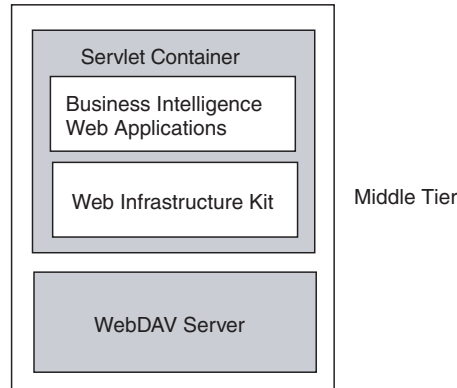 Servlet Container
Business Intelligence
Web Applications
Web Infrastructure Kit
Middle Tier
WebDAV Server